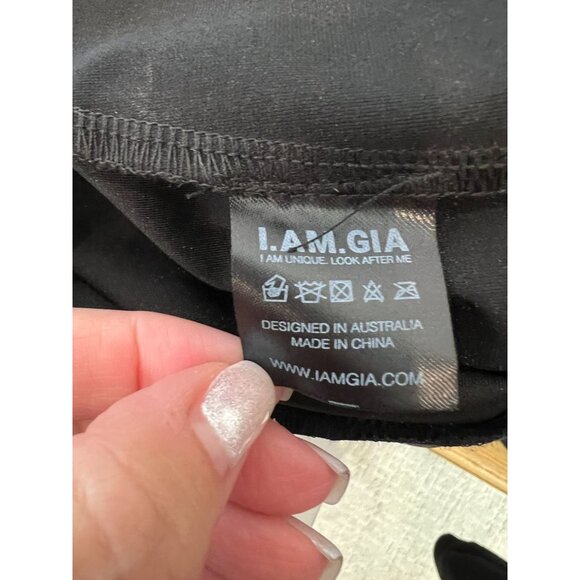 I.AM.GIA
I AM UNIQUE. LOOK AFTER ME
DESIGNED IN AUSTRALIA
MADE IN CHINA
WWW.IAMGIA.COM